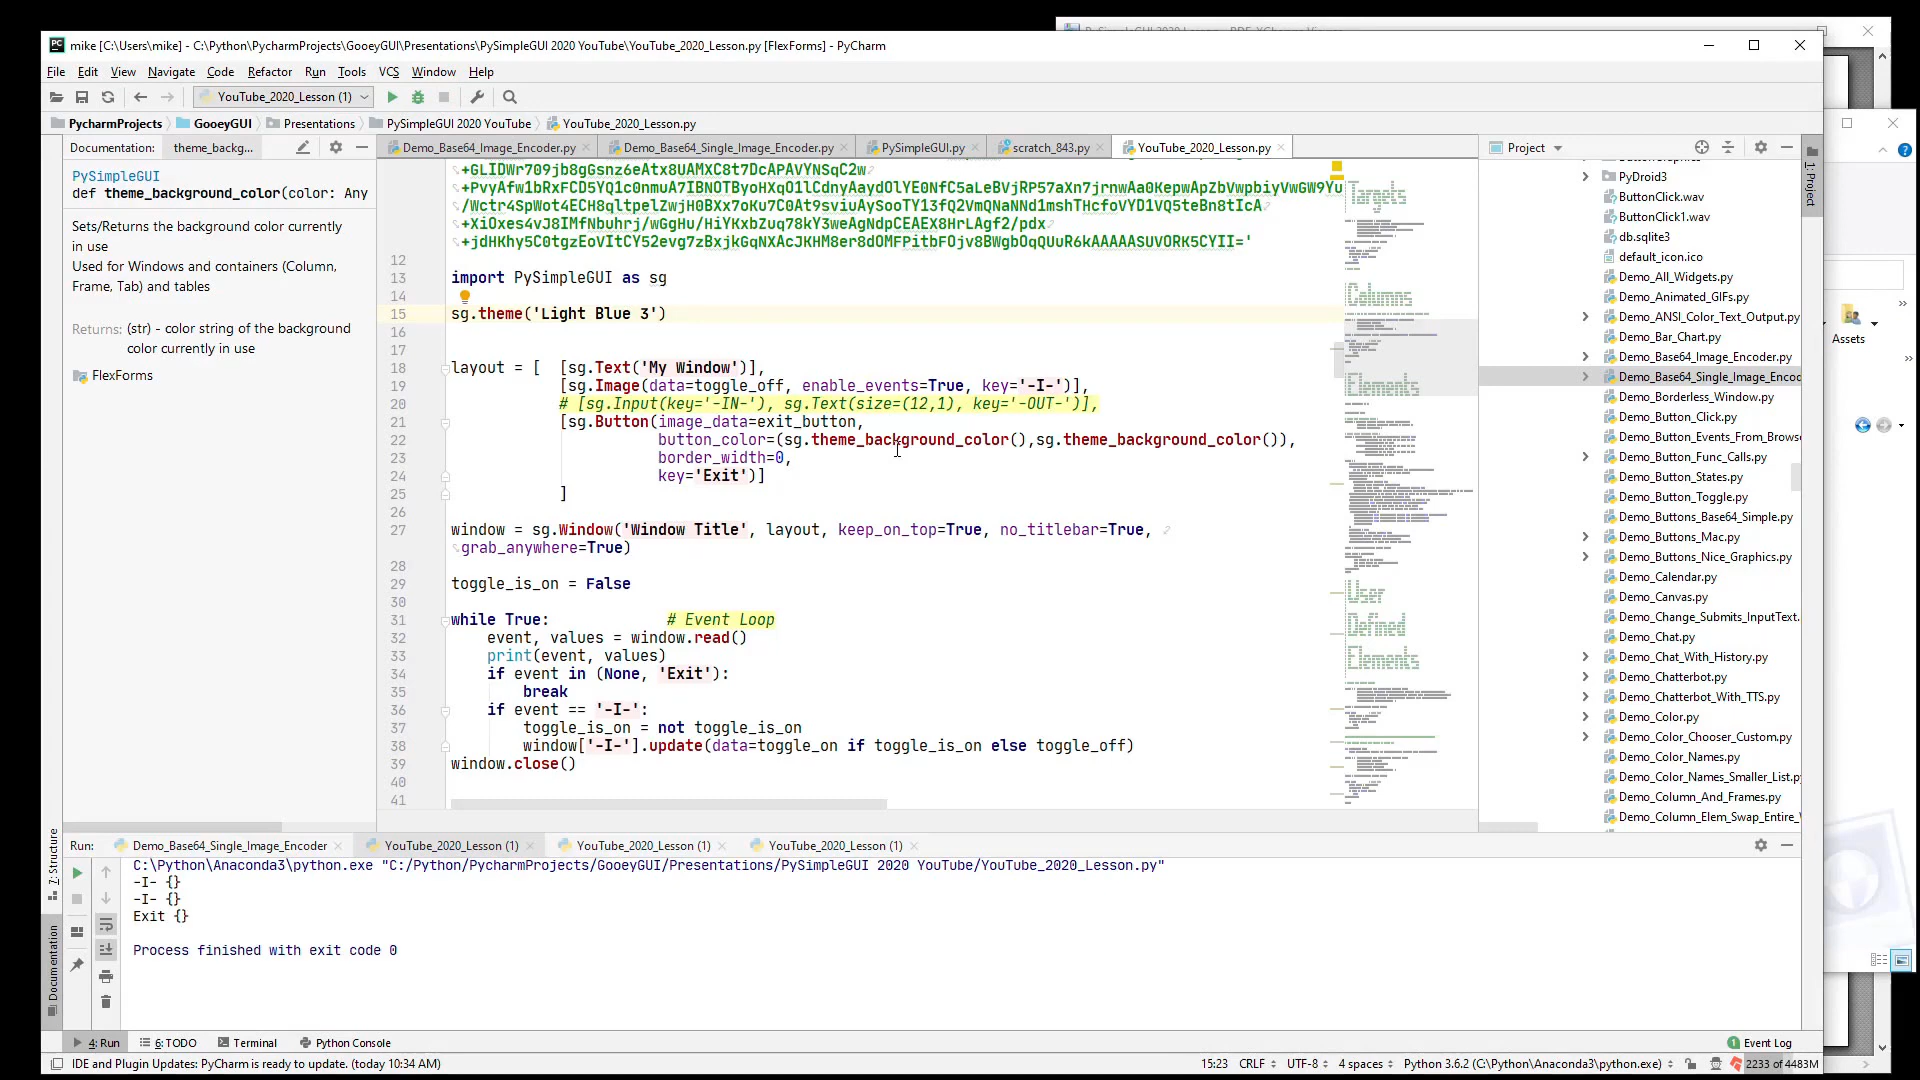 mike [C:\Users\mike] - C:\Python\PycharmProjects\GooeyGUI\Presentations\PySimpleGUI 2020 YouTube\YouTube_2020_Lesson.py [FlexForms] - PyCharm
File Edit View Navigate Code Refactor Run Tools VCS Window Help
YouTube_2020_Lesson (1)
PycharmProjects GooeyGUI Presentations PySimpleGUI 2020 YouTube YouTube_2020_Lesson.py
Documentation: theme_backg...
PySimpleGUI
def theme_background_color(color: Any
Sets/Returns the background color currently
in use
Used for Windows and containers (Column,
Frame, Tab) and tables
Returns: (str) - color string of the background
color currently in use
FlexForms
Demo_Base64_Image_Encoder.py Demo_Base64_Single_Image_Encoder.py PySimpleGUI.py scratch_843.py YouTube_2020_Lesson.py
12
13 import PySimpleGUI as sg
14
15 sg.theme('Light Blue 3')
16
17
18 layout = [ [sg.Text('My Window')],
19 [sg.Image(data=toggle_off, enable_events=True, key='-I-')],
20 # [sg.Input(key='-IN-'), sg.Text(size=(12,1), key='-OUT-')],
21 [sg.Button(image_data=exit_button,
22 button_color=(sg.theme_background_color(),sg.theme_background_color()),
23 border_width=0,
24 key='Exit')]
25 ]
26
27 window = sg.Window('Window Title', layout, keep_on_top=True, no_titlebar=True,
grab_anywhere=True)
28
29 toggle_is_on = False
30
31 while True: # Event Loop
32 event, values = window.read()
33 print(event, values)
34 if event in (None, 'Exit'):
35 break
36 if event == '-I-':
37 toggle_is_on = not toggle_is_on
38 window['-I-'].update(data=toggle_on if toggle_is_on else toggle_off)
39 window.close()
40
41
Project
1: Project
PyDroid3
ButtonClick.wav
ButtonClick1.wav
db.sqlite3
default_icon.ico
Demo_All_Widgets.py
Demo_Animated_GIFs.py
Demo_ANSI_Color_Text_Output.py
Demo_Bar_Chart.py
Demo_Base64_Image_Encoder.py
Demo_Base64_Single_Image_Encod
Demo_Borderless_Window.py
Demo_Button_Click.py
Demo_Button_Events_From_Browse
Demo_Button_Func_Calls.py
Demo_Button_States.py
Demo_Button_Toggle.py
Demo_Buttons_Base64_Simple.py
Demo_Buttons_Mac.py
Demo_Buttons_Nice_Graphics.py
Demo_Calendar.py
Demo_Canvas.py
Demo_Change_Submits_InputText.
Demo_Chat.py
Demo_Chat_With_History.py
Demo_Chatterbot.py
Demo_Chatterbot_With_TTS.py
Demo_Color.py
Demo_Color_Chooser_Custom.py
Demo_Color_Names.py
Demo_Color_Names_Smaller_List.py
Demo_Column_And_Frames.py
Demo_Column_Elem_Swap_Entire_
Assets
Z: Structure
Documentation
Run: Demo_Base64_Single_Image_Encoder YouTube_2020_Lesson (1) YouTube_2020_Lesson (1) YouTube_2020_Lesson (1)
C:\Python\Anaconda3\python.exe "C:/Python/PycharmProjects/GooeyGUI/Presentations/PySimpleGUI 2020 YouTube/YouTube_2020_Lesson.py"
-I- {}
-I- {}
Exit {}
Process finished with exit code 0
4: Run 6: TODO Terminal Python Console 1 Event Log
IDE and Plugin Updates: PyCharm is ready to update. (today 10:34 AM) 15:23 CRLF UTF-8 4 spaces Python 3.6.2 (C:\Python\Anaconda3\python.exe) 2233 of 4483M